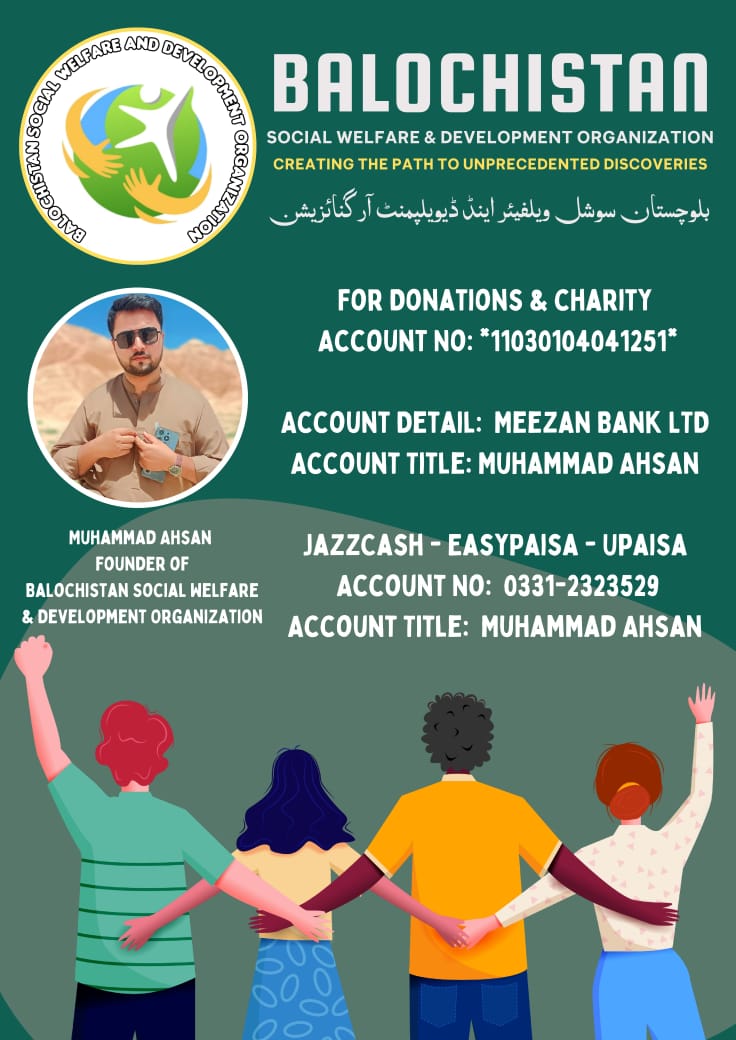 BALOCHISTAN SOCIAL WELFARE AND DEVELOPMENT ORGANIZATION
BALOCHISTAN
SOCIAL WELFARE & DEVELOPMENT ORGANIZATION
CREATING THE PATH TO UNPRECEDENTED DISCOVERIES
بلوچستان سوشل ویلفیئر اینڈ ڈیویلپمنٹ آرگنائزیشن
FOR DONATIONS & CHARITY
ACCOUNT NO: *11030104041251*
ACCOUNT DETAIL: MEEZAN BANK LTD
ACCOUNT TITLE: MUHAMMAD AHSAN
MUHAMMAD AHSAN
FOUNDER OF
BALOCHISTAN SOCIAL WELFARE
& DEVELOPMENT ORGANIZATION
JAZZCASH - EASYPAISA - UPAISA
ACCOUNT NO: 0331-2323529
ACCOUNT TITLE: MUHAMMAD AHSAN